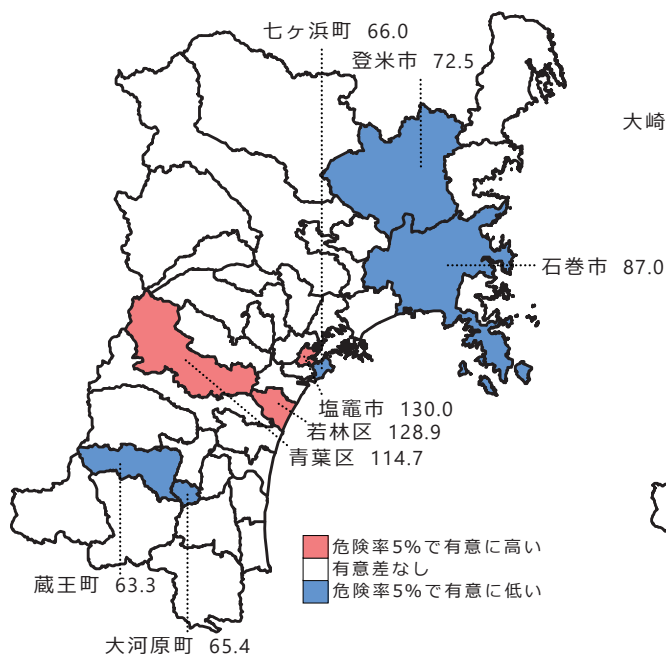 七ヶ浜町 66.0
登米市 72.5
大崎
石巻市 87.0
塩竈市 130.0
若林区 128.9
青葉区 114.7
危険率5%で有意に高い
有意差なし
危険率5%で有意に低い
蔵王町 63.3
大河原町 65.4